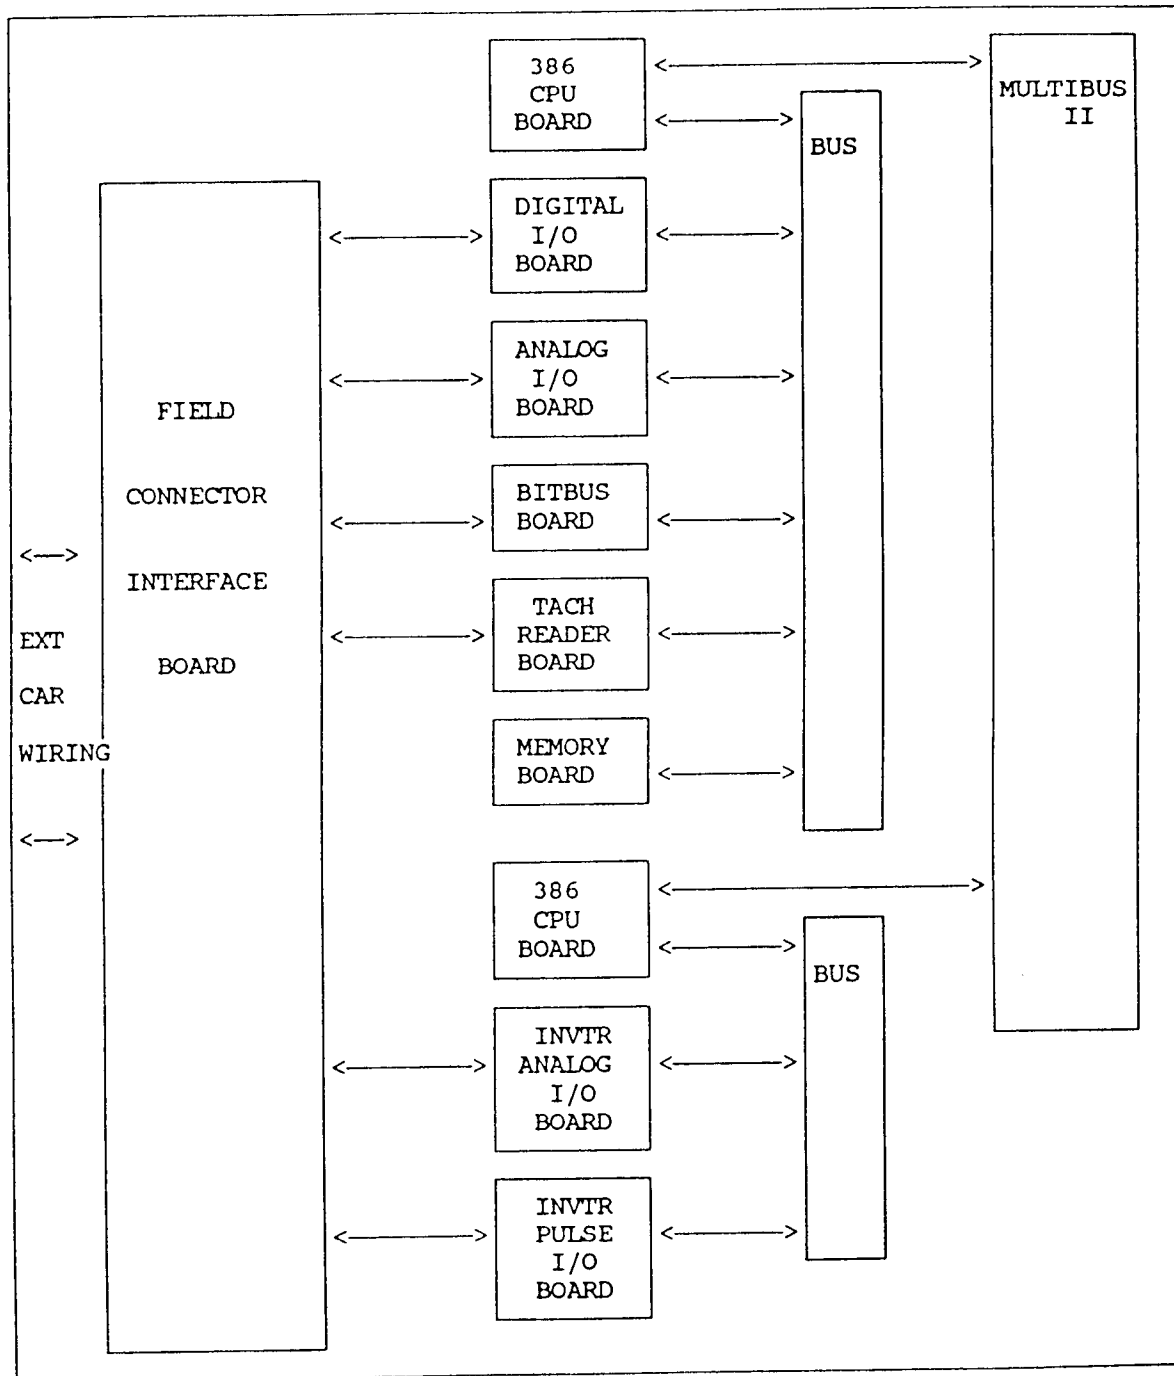 386
CPU
BOARD
MULTIBUS
II
BUS
DIGITAL
I/O
BOARD
ANALOG
I/O
BOARD
FIELD
CONNECTOR
INTERFACE
BOARD
BITBUS
BOARD
EXT
CAR
WIRING
TACH
READER
BOARD
MEMORY
BOARD
386
CPU
BOARD
BUS
INVTR
ANALOG
I/O
BOARD
INVTR
PULSE
I/O
BOARD